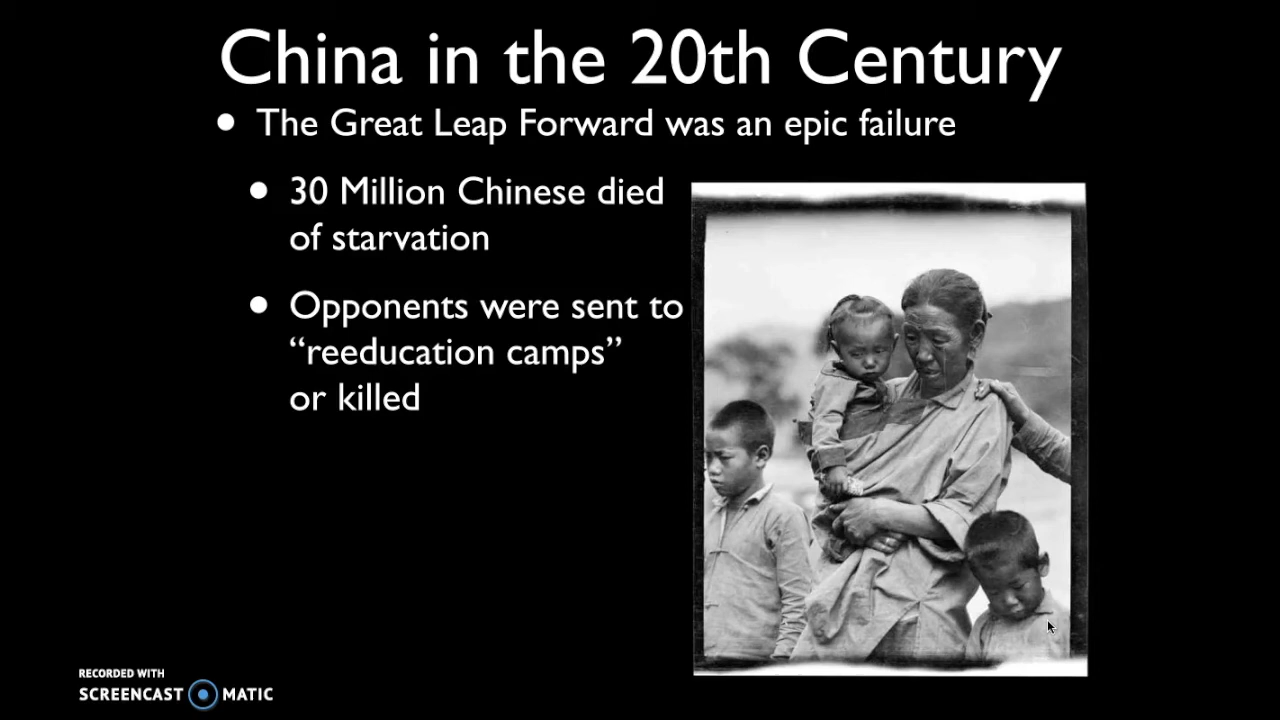 China in the 20th Century
• The Great Leap Forward was an epic failure
• 30 Million Chinese died
of starvation
• Opponents were sent to
“reeducation camps”
or killed
RECORDED WITH
SCREENCAST MATIC